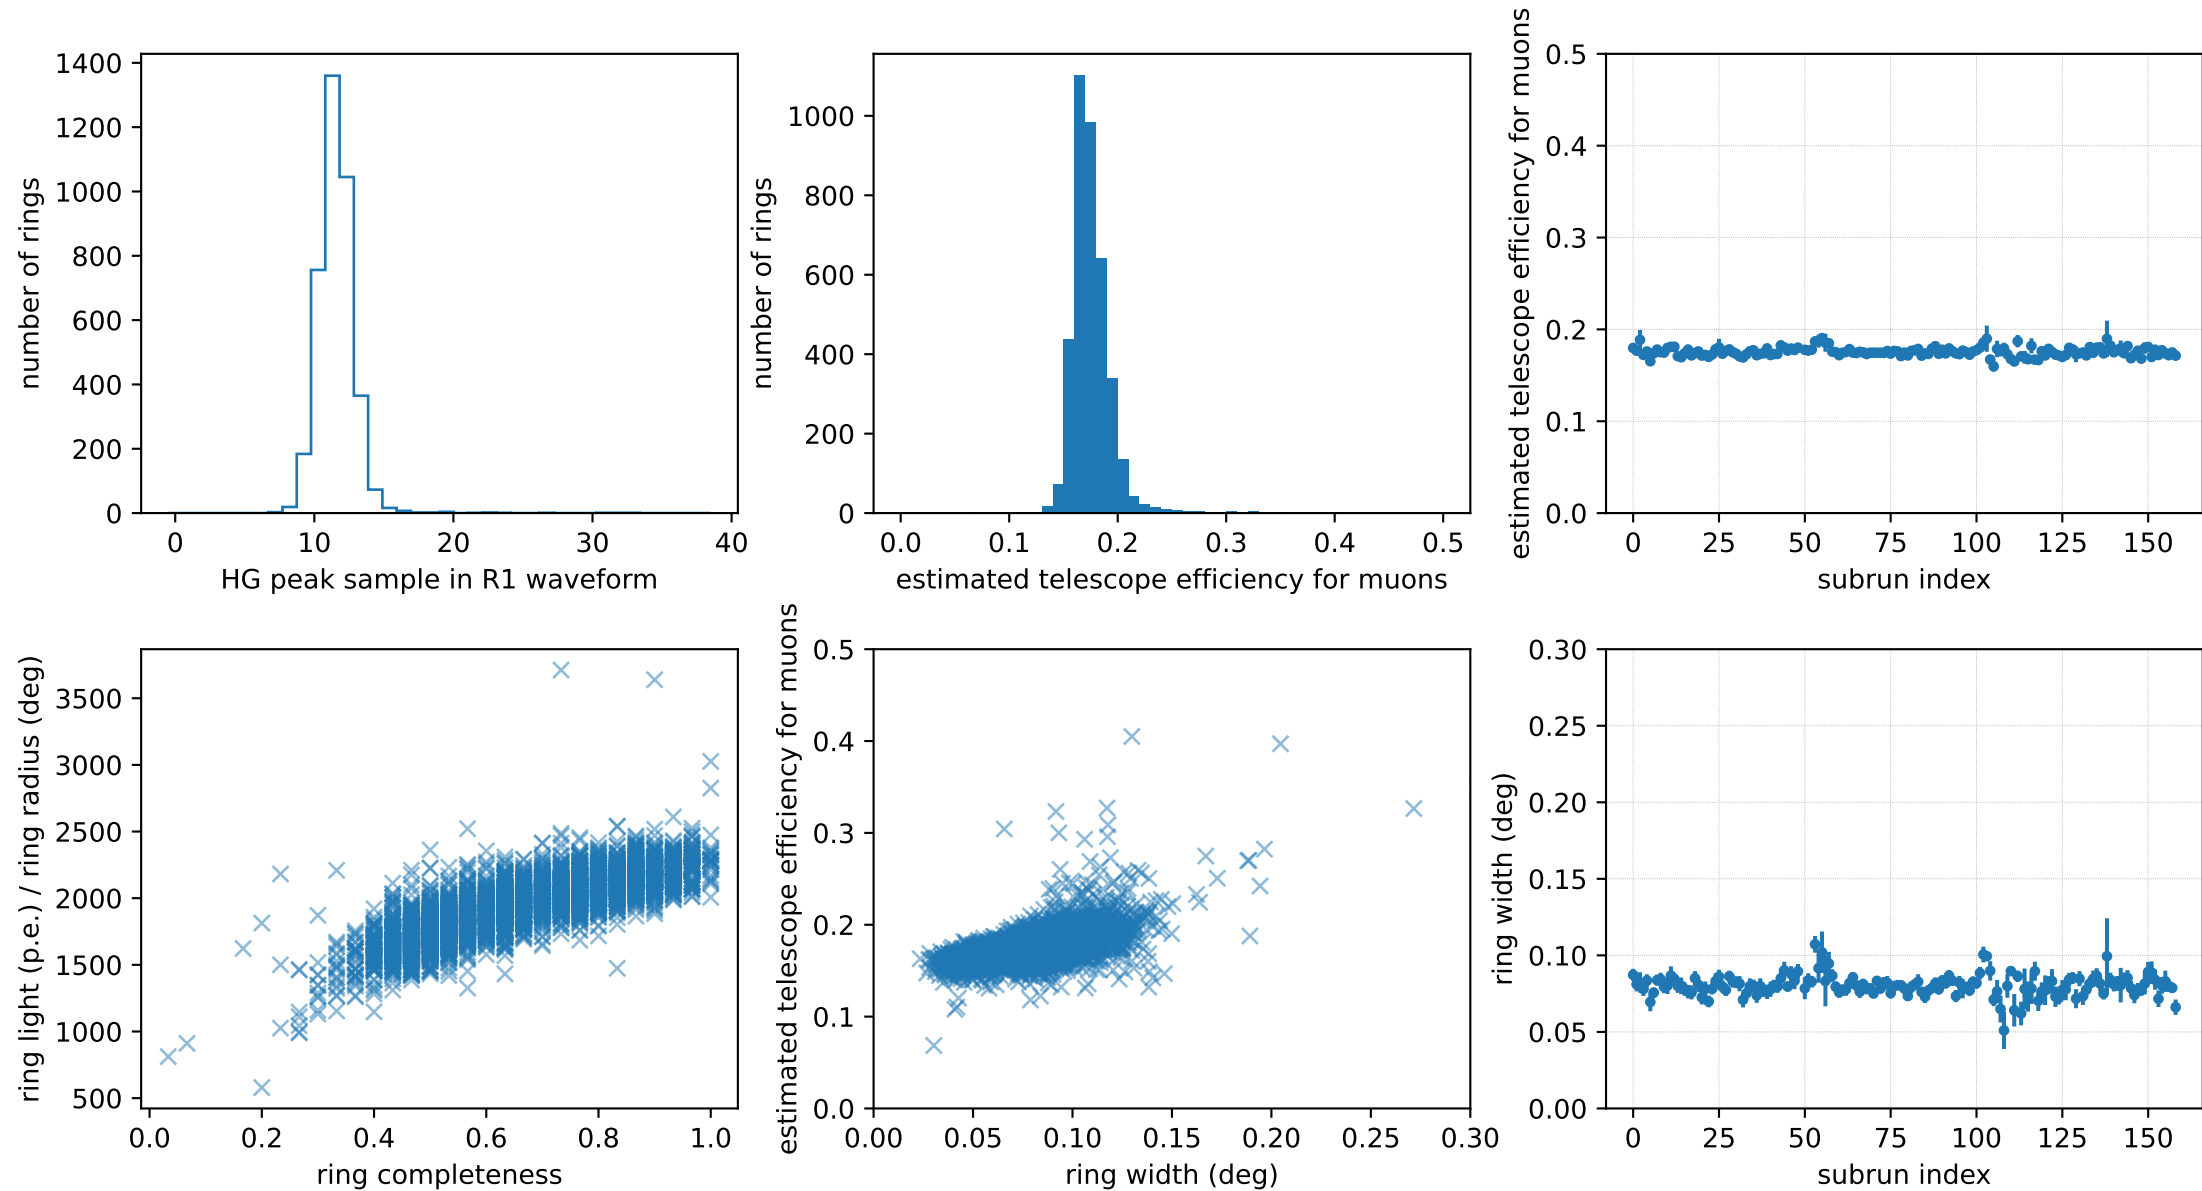 1400
1200
1000
800
600
400
200
0
number of rings
0 10 20 30 40
HG peak sample in R1 waveform
1000
800
600
400
200
0
number of rings
0.0 0.1 0.2 0.3 0.4 0.5
estimated telescope efficiency for muons
0.5
0.4
0.3
0.2
0.1
0.0
estimated telescope efficiency for muons
0 25 50 75 100 125 150
subrun index
3500
3000
2500
2000
1500
1000
500
ring light (p.e.) / ring radius (deg)
0.0 0.2 0.4 0.6 0.8 1.0
ring completeness
0.5
0.4
0.3
0.2
0.1
0.0
estimated telescope efficiency for muons
0.00 0.05 0.10 0.15 0.20 0.25 0.30
ring width (deg)
0.30
0.25
0.20
0.15
0.10
0.05
0.00
ring width (deg)
0 25 50 75 100 125 150
subrun index